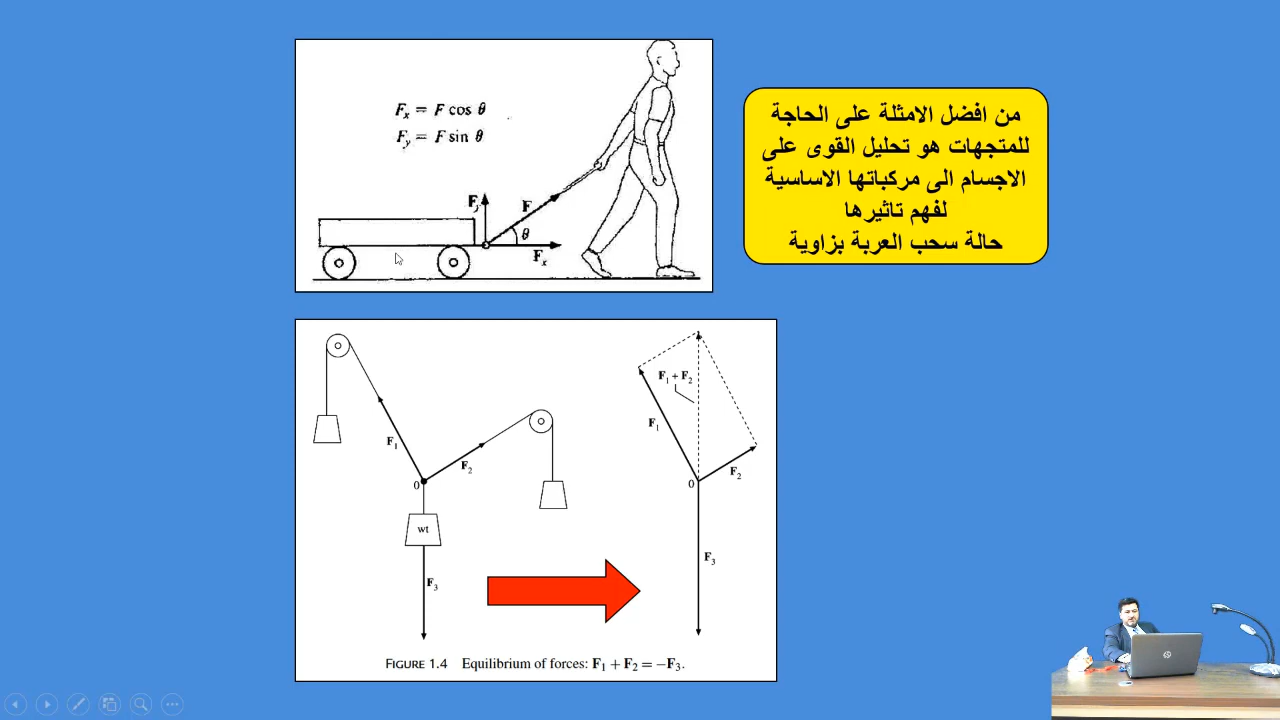 Fx = F cos θ
Fy = F sin θ
Fy
F
θ
Fx
من افضل الامثلة على الحاجة
للمتجهات هو تحليل القوى على
الاجسام الى مركباتها الاساسية
لفهم تاثيرها
حالة سحب العربة بزاوية
F1
F2
0
wt
F3
F1 + F2
F1
F2
0
F3
FIGURE 1.4 Equilibrium of forces: F1 + F2 = −F3.